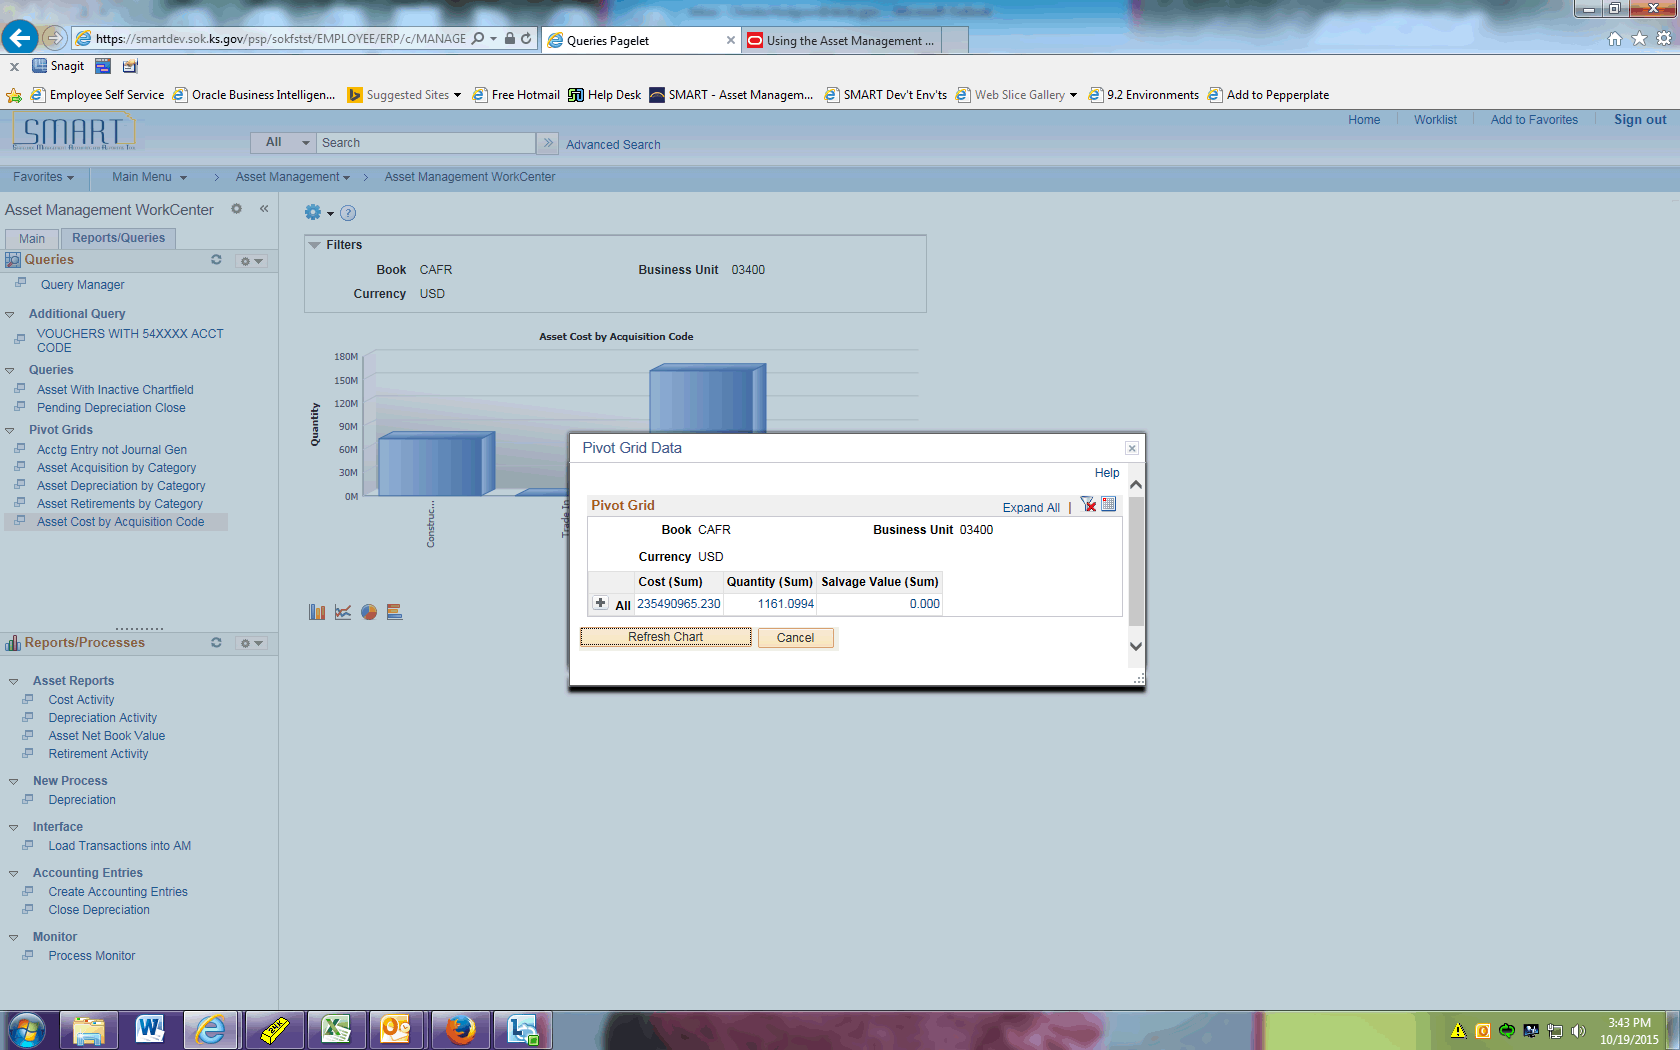 https://smartdev.sok.ks.gov/psp/sokfstst/EMPLOYEE/ERP/c/MANAGE
Queries Pagelet
Using the Asset Management ...
x Snagit
Employee Self Service
Oracle Business Intelligen...
Suggested Sites
Free Hotmail
Help Desk
SMART - Asset Managem...
SMART Dev't Env'ts
Web Slice Gallery
9.2 Environments
Add to Pepperplate
SMART
All
Search
Advanced Search
Home
Worklist
Add to Favorites
Sign out
Favorites
Main Menu
Asset Management
Asset Management WorkCenter
Asset Management WorkCenter
Main
Reports/Queries
Queries
Query Manager
Additional Query
VOUCHERS WITH 54XXXX ACCT
CODE
Queries
Asset With Inactive Chartfield
Pending Depreciation Close
Pivot Grids
Acctg Entry not Journal Gen
Asset Acquisition by Category
Asset Depreciation by Category
Asset Retirements by Category
Asset Cost by Acquisition Code
Reports/Processes
Asset Reports
Cost Activity
Depreciation Activity
Asset Net Book Value
Retirement Activity
New Process
Depreciation
Interface
Load Transactions into AM
Accounting Entries
Create Accounting Entries
Close Depreciation
Monitor
Process Monitor
Filters
Book CAFR
Business Unit 03400
Currency USD
Asset Cost by Acquisition Code
Quantity
180M
150M
120M
90M
60M
30M
0M
Construc...
Trade In
Pivot Grid Data
Help
Pivot Grid
Expand All |
Book CAFR
Business Unit 03400
Currency USD
Cost (Sum) Quantity (Sum) Salvage Value (Sum)
All 235490965.230 1161.0994 0.000
Refresh Chart
Cancel
3:43 PM
10/19/2015